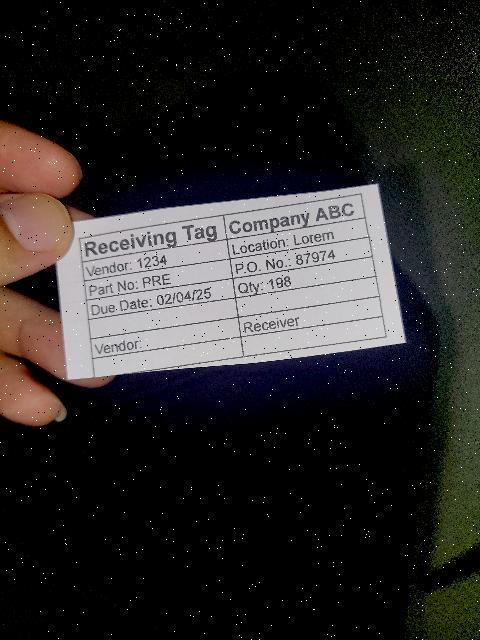 Receiving Tag Company ABC
Vendor: 1234 Location: Lorem
Part No: PRE P.O. No.: 87974
Due Date: 02/04/25 Qty: 198
Vendor: Receiver